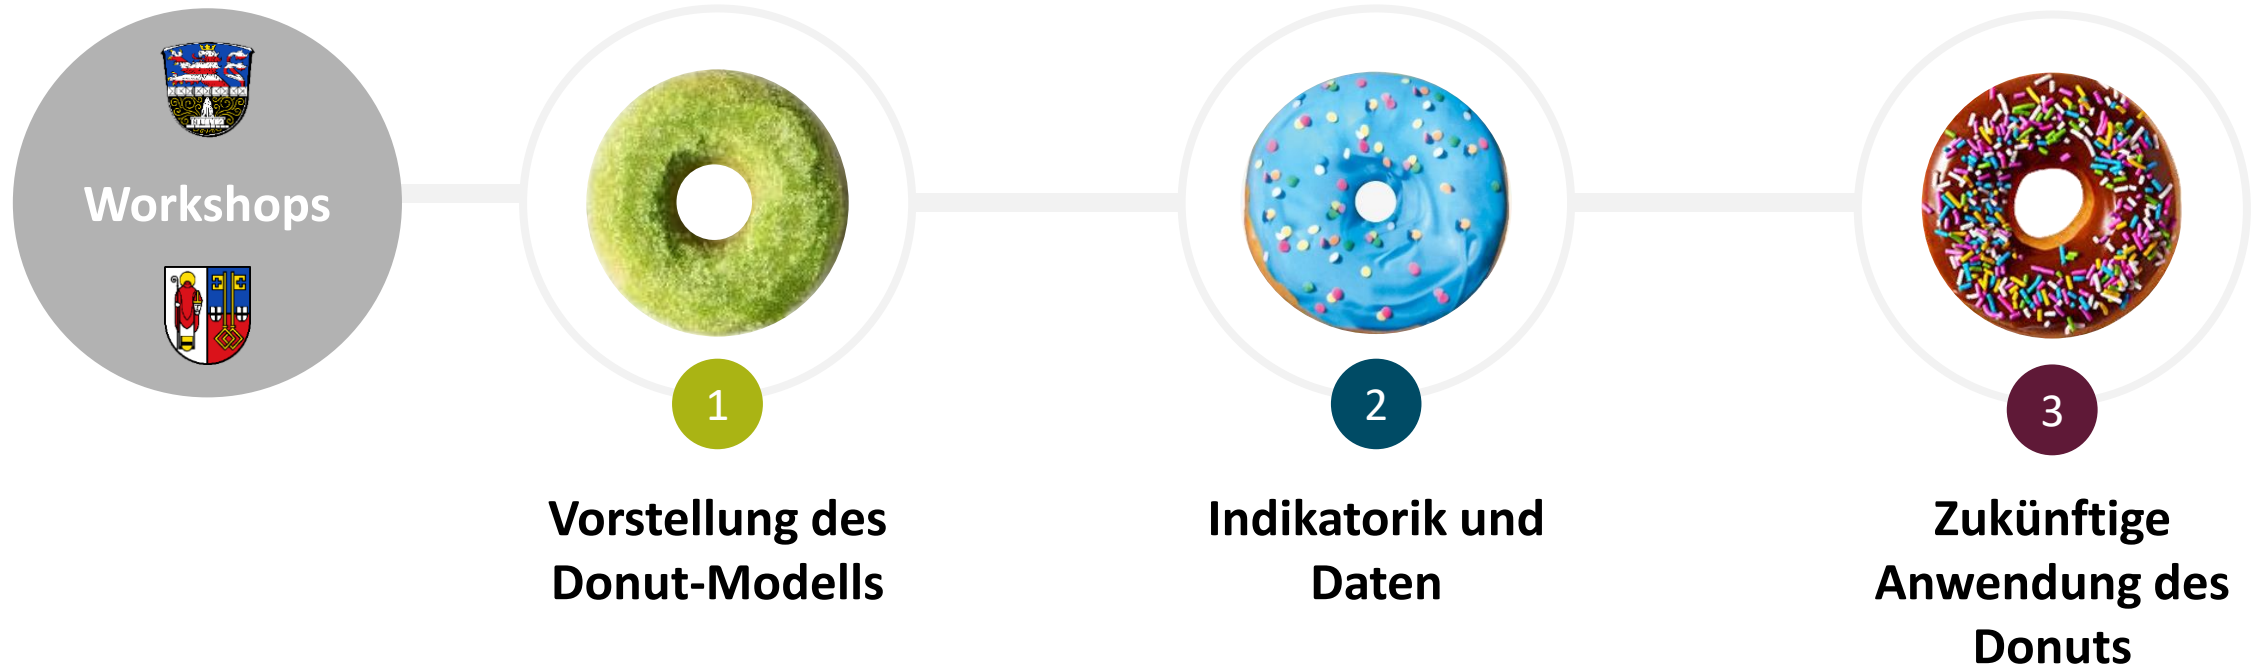 Workshops
1
Vorstellung des
Donut-Modells
2
Indikatorik und
Daten
3
Zukünftige
Anwendung des
Donuts